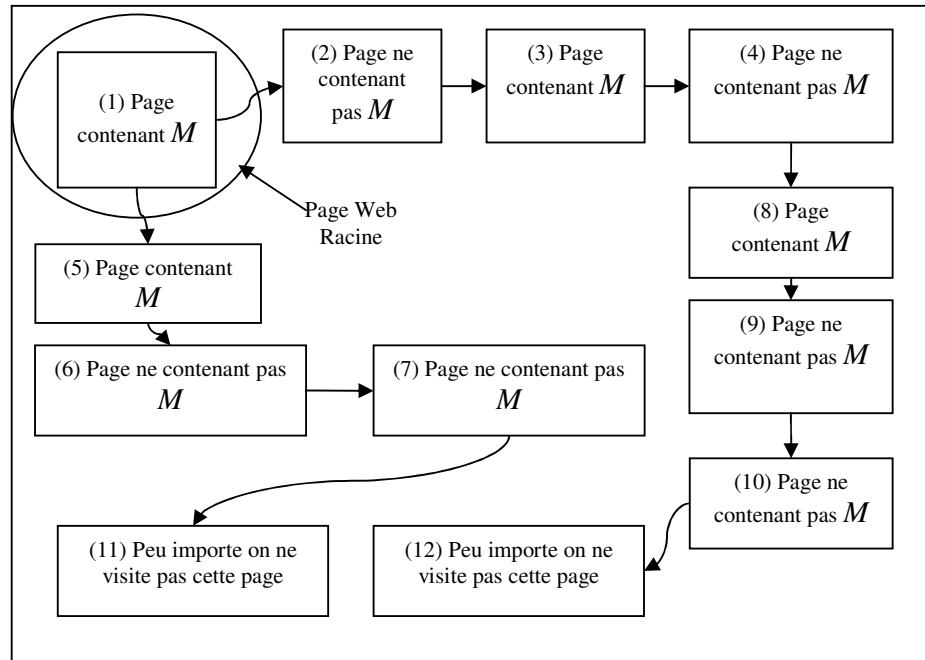 (1) Page
contenant M
(2) Page ne
contenant
pas M
(3) Page
contenant M
(4) Page ne
contenant pas M
Page Web
Racine
(5) Page contenant
M
(6) Page ne contenant pas
M
(7) Page ne contenant pas
M
(8) Page
contenant M
(9) Page ne
contenant pas M
(10) Page ne
contenant pas M
(11) Peu importe on ne
visite pas cette page
(12) Peu importe on ne
visite pas cette page